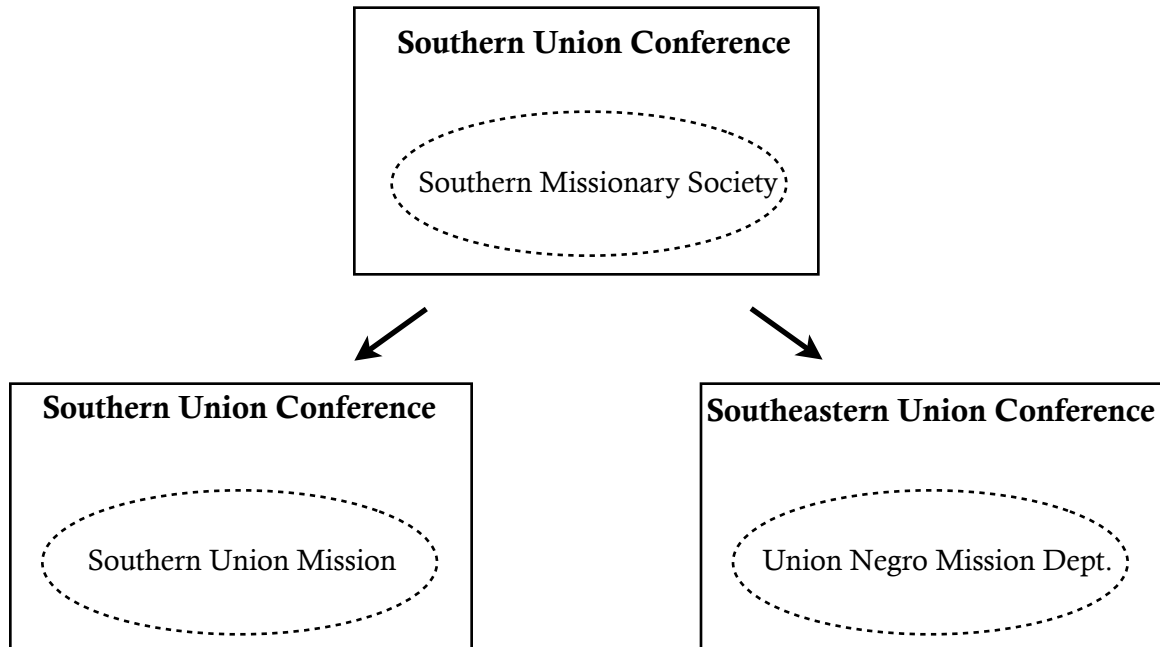 Southern Union Conference
Southern Missionary Society
Southern Union Conference
Southeastern Union Conference
Southern Union Mission
Union Negro Mission Dept.